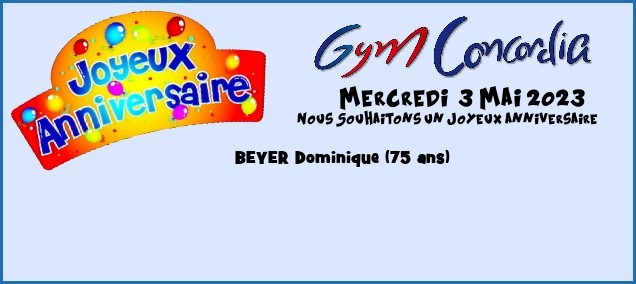 Joyeux
Anniversaire
Gym Concordia
Mercredi 3 Mai 2023
Nous souhaitons un joyeux anniversaire
BEYER Dominique (75 ans)